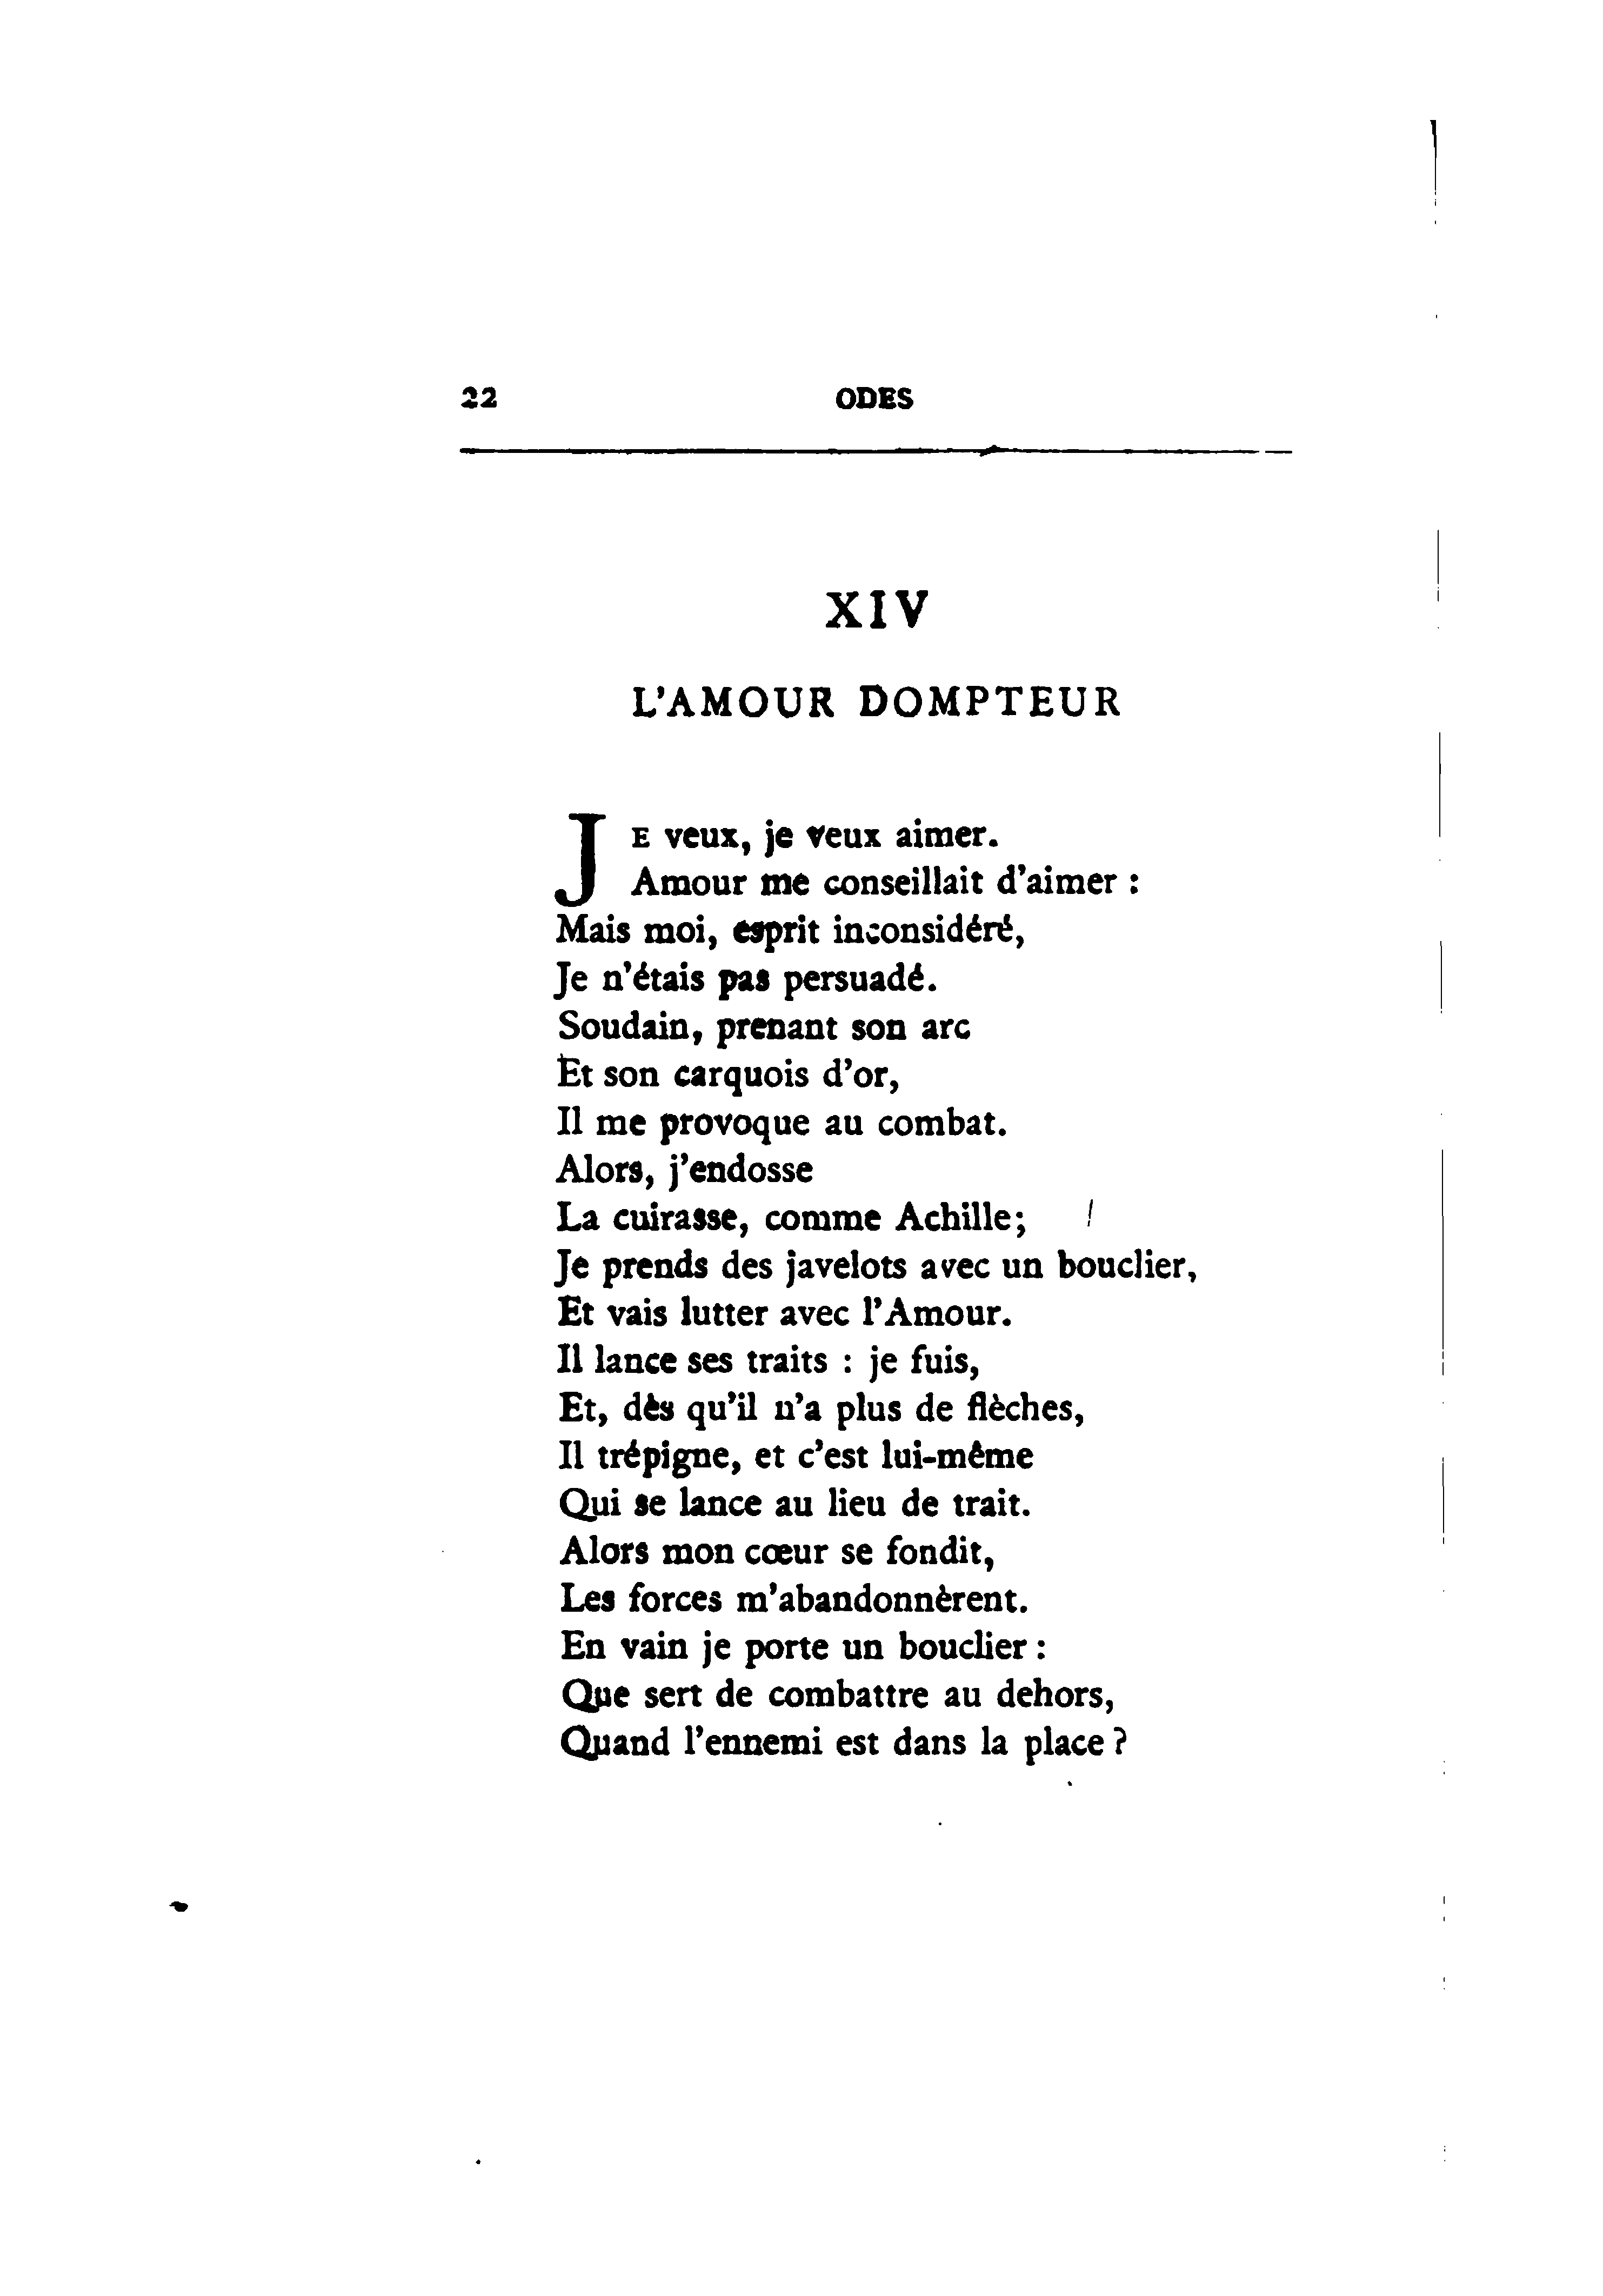 22 ODES
XIV
L'AMOUR DOMPTEUR
JE veux, je veux aimer.
Amour me conseillait d'aimer :
Mais moi, esprit inconsidéré,
Je n'étais pas persuadé.
Soudain, prenant son arc
Et son carquois d'or,
Il me provoque au combat.
Alors, j'endosse
La cuirasse, comme Achille;
Je prends des javelots avec un bouclier,
Et vais lutter avec l'Amour.
Il lance ses traits : je fuis,
Et, dès qu'il n'a plus de flèches,
Il trépigne, et c'est lui-même
Qui se lance au lieu de trait.
Alors mon cœur se fondit,
Les forces m'abandonnèrent.
En vain je porte un bouclier :
Que sert de combattre au dehors,
Quand l'ennemi est dans la place ?